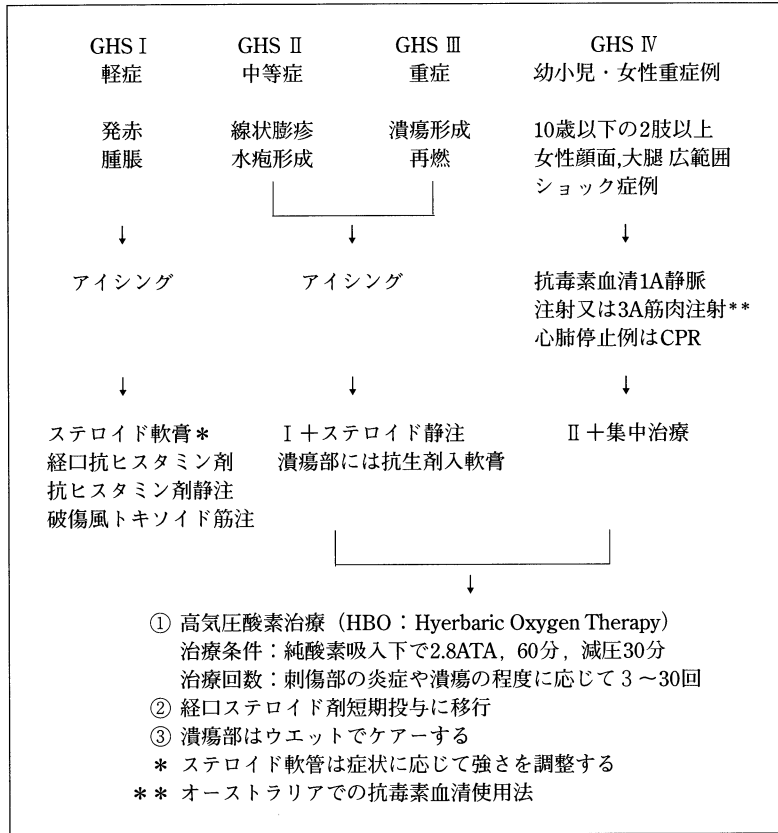 GHS Ⅰ GHS Ⅱ GHS Ⅲ GHS Ⅳ
軽症 中等症 重症 幼小児・女性重症例
発赤 線状膨疹 潰瘍形成 10歳以下の2肢以上
腫脹 水疱形成 再燃 女性顔面,大腿 広範囲
ショック症例
↓ ↓ ↓
アイシング アイシング 抗毒素血清1A静脈
注射又は3A筋肉注射**
心肺停止例はCPR
↓ ↓ ↓
ステロイド軟膏* Ⅰ+ステロイド静注 Ⅱ+集中治療
経口抗ヒスタミン剤 潰瘍部には抗生剤入軟膏
抗ヒスタミン剤静注
破傷風トキソイド筋注
↓
① 高気圧酸素治療(HBO:Hyerbaric Oxygen Therapy)
治療条件:純酸素吸入下で2.8ATA,60分,減圧30分
治療回数:刺傷部の炎症や潰瘍の程度に応じて3~30回
② 経口ステロイド剤短期投与に移行
③ 潰瘍部はウエットでケアーする
* ステロイド軟管は症状に応じて強さを調整する
** オーストラリアでの抗毒素血清使用法